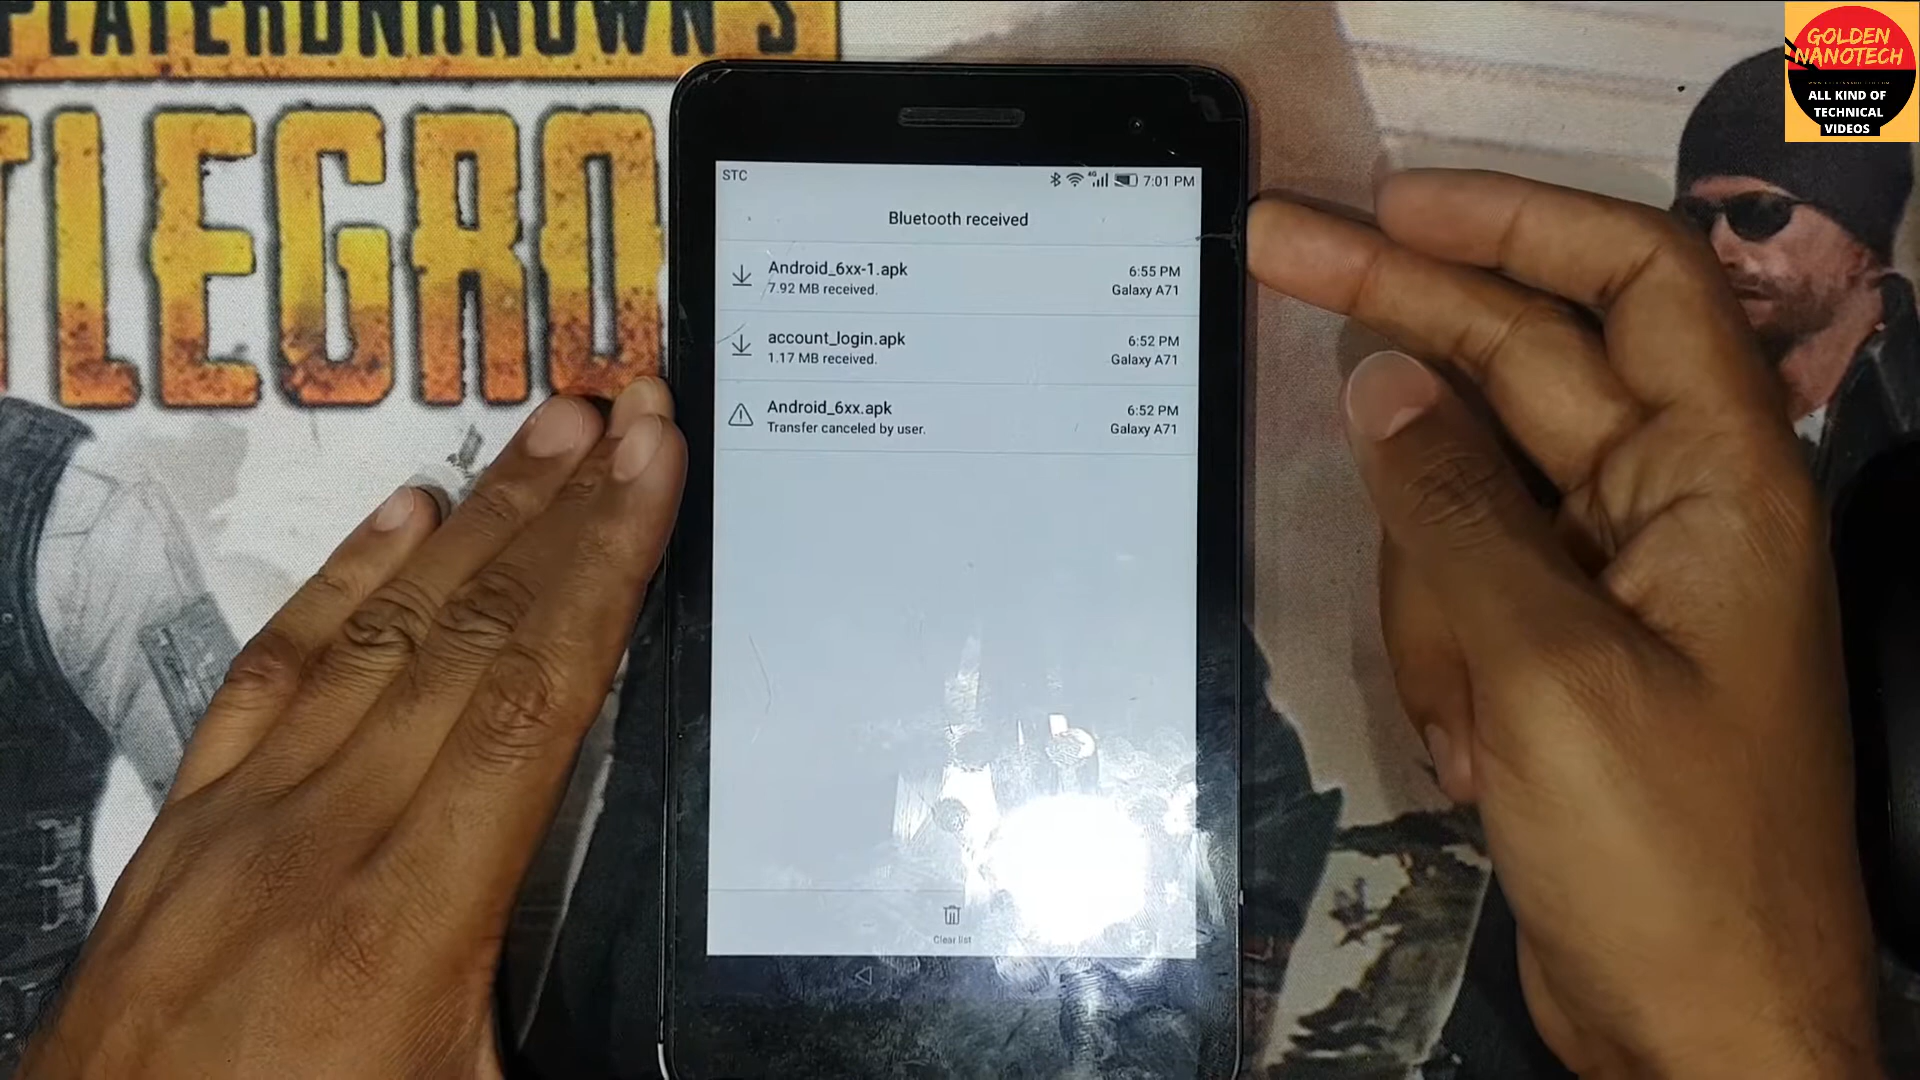 PLAYERUNKNOWN'S
TLEGRO
GOLDEN
NANOTECH
ALL KIND OF
TECHNICAL
VIDEOS
STC
4G
7:01 PM
Bluetooth received
Android_6xx-1.apk
6:55 PM
7.92 MB received.
Galaxy A71
account_login.apk
6:52 PM
1.17 MB received.
Galaxy A71
Android_6xx.apk
6:52 PM
Transfer canceled by user.
Galaxy A71
Clear list